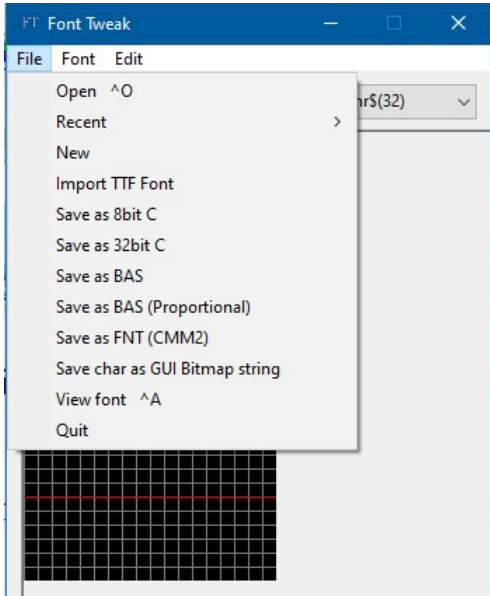 FT Font Tweak
File Font Edit
Open ^O
hr$(32)
Recent
New
Import TTF Font
Save as 8bit C
Save as 32bit C
Save as BAS
Save as BAS (Proportional)
Save as FNT (CMM2)
Save char as GUI Bitmap string
View font ^A
Quit